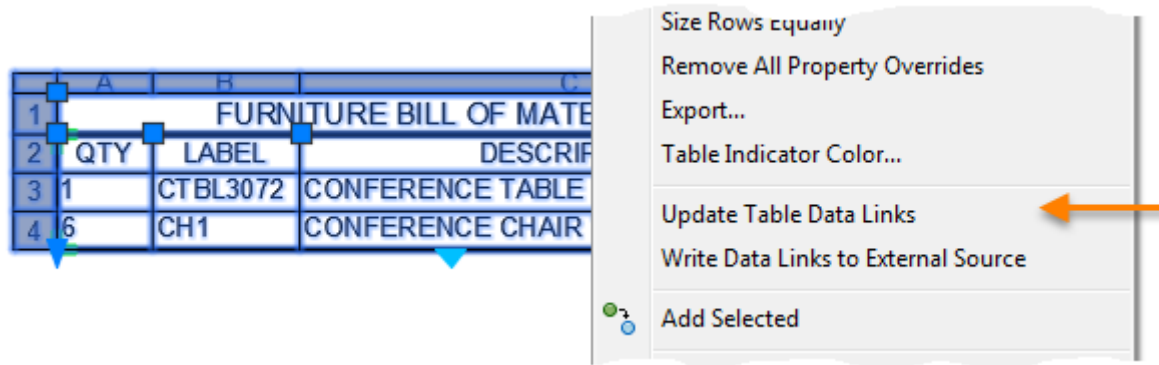 A B C
1 FURNITURE BILL OF MATE
2 QTY LABEL DESCRIP
3 1 CTBL3072 CONFERENCE TABLE
4 6 CH1 CONFERENCE CHAIR
Size Rows Equally
Remove All Property Overrides
Export...
Table Indicator Color...
Update Table Data Links
Write Data Links to External Source
Add Selected